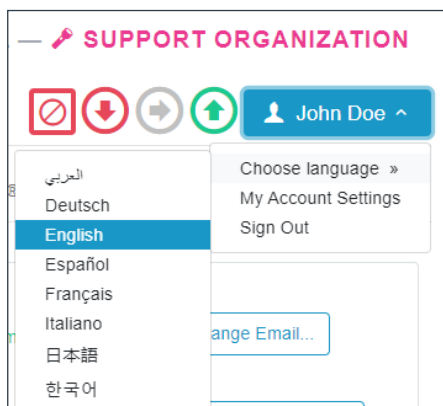 SUPPORT ORGANIZATION
John Doe
Choose language »
My Account Settings
Sign Out
العربي
Deutsch
English
Español
Français
Italiano
日本語
한국어
ange Email...